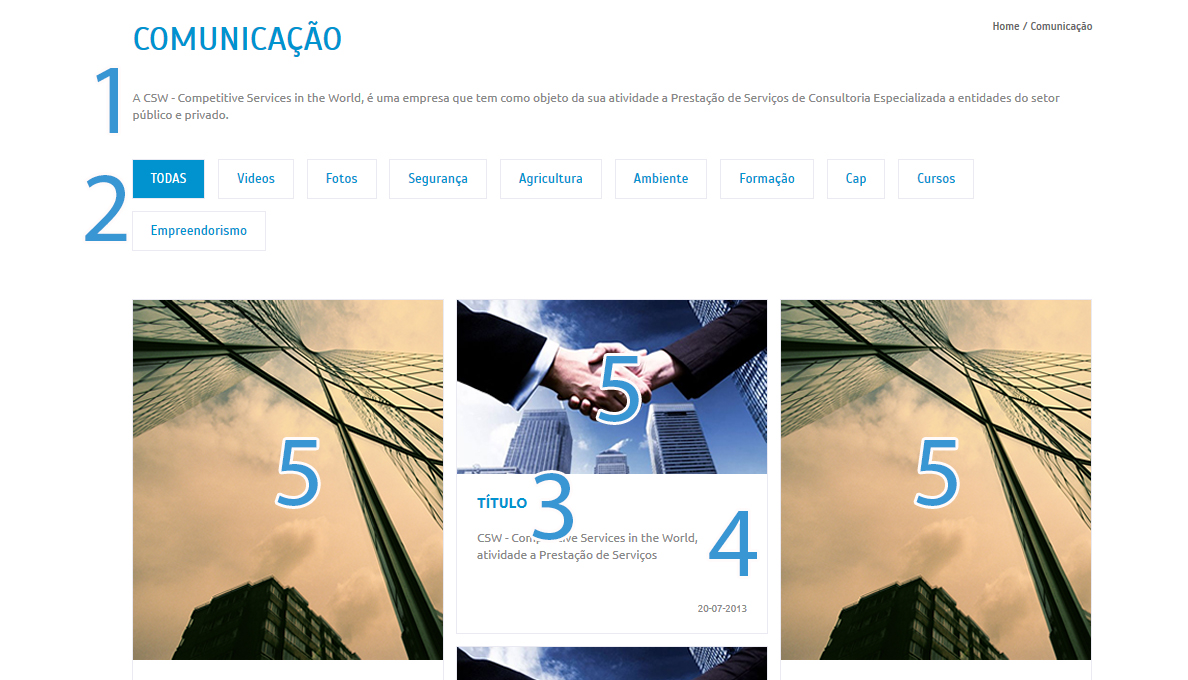 COMUNICAÇÃO
Home / Comunicação
1
A CSW - Competitive Services in the World, é uma empresa que tem como objeto da sua atividade a Prestação de Serviços de Consultoria Especializada a entidades do setor
público e privado.
2
TODAS Videos Fotos Segurança Agricultura Ambiente Formação Cap Cursos
Empreendorismo
5 5 5
TÍTULO 3
CSW - Competitive Services in the World,
atividade a Prestação de Serviços
4
20-07-2013